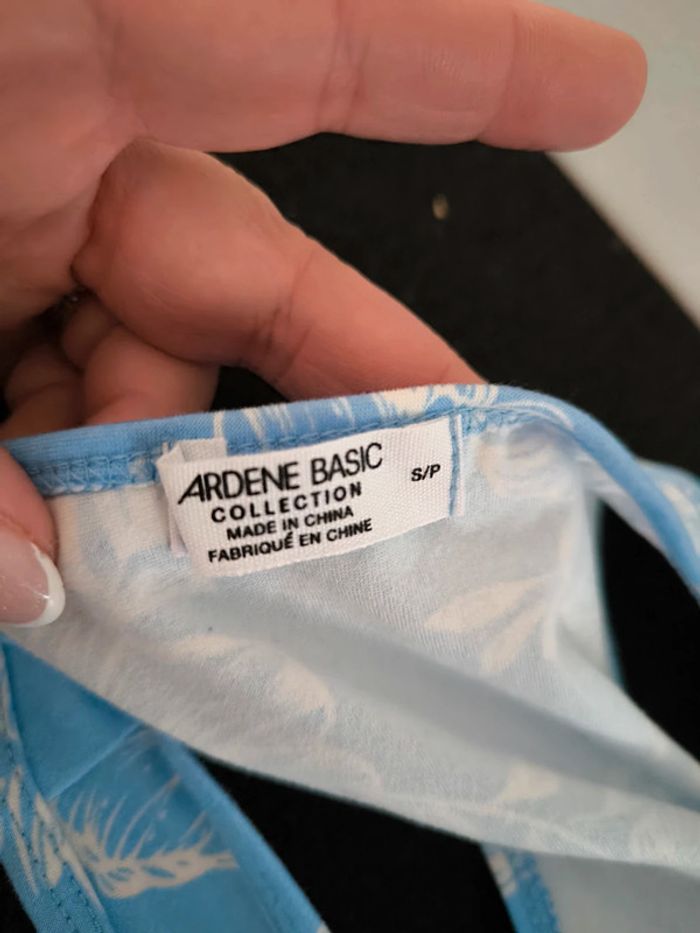 ARDENE BASIC
COLLECTION
MADE IN CHINA
FABRIQUÉ EN CHINE
S/P